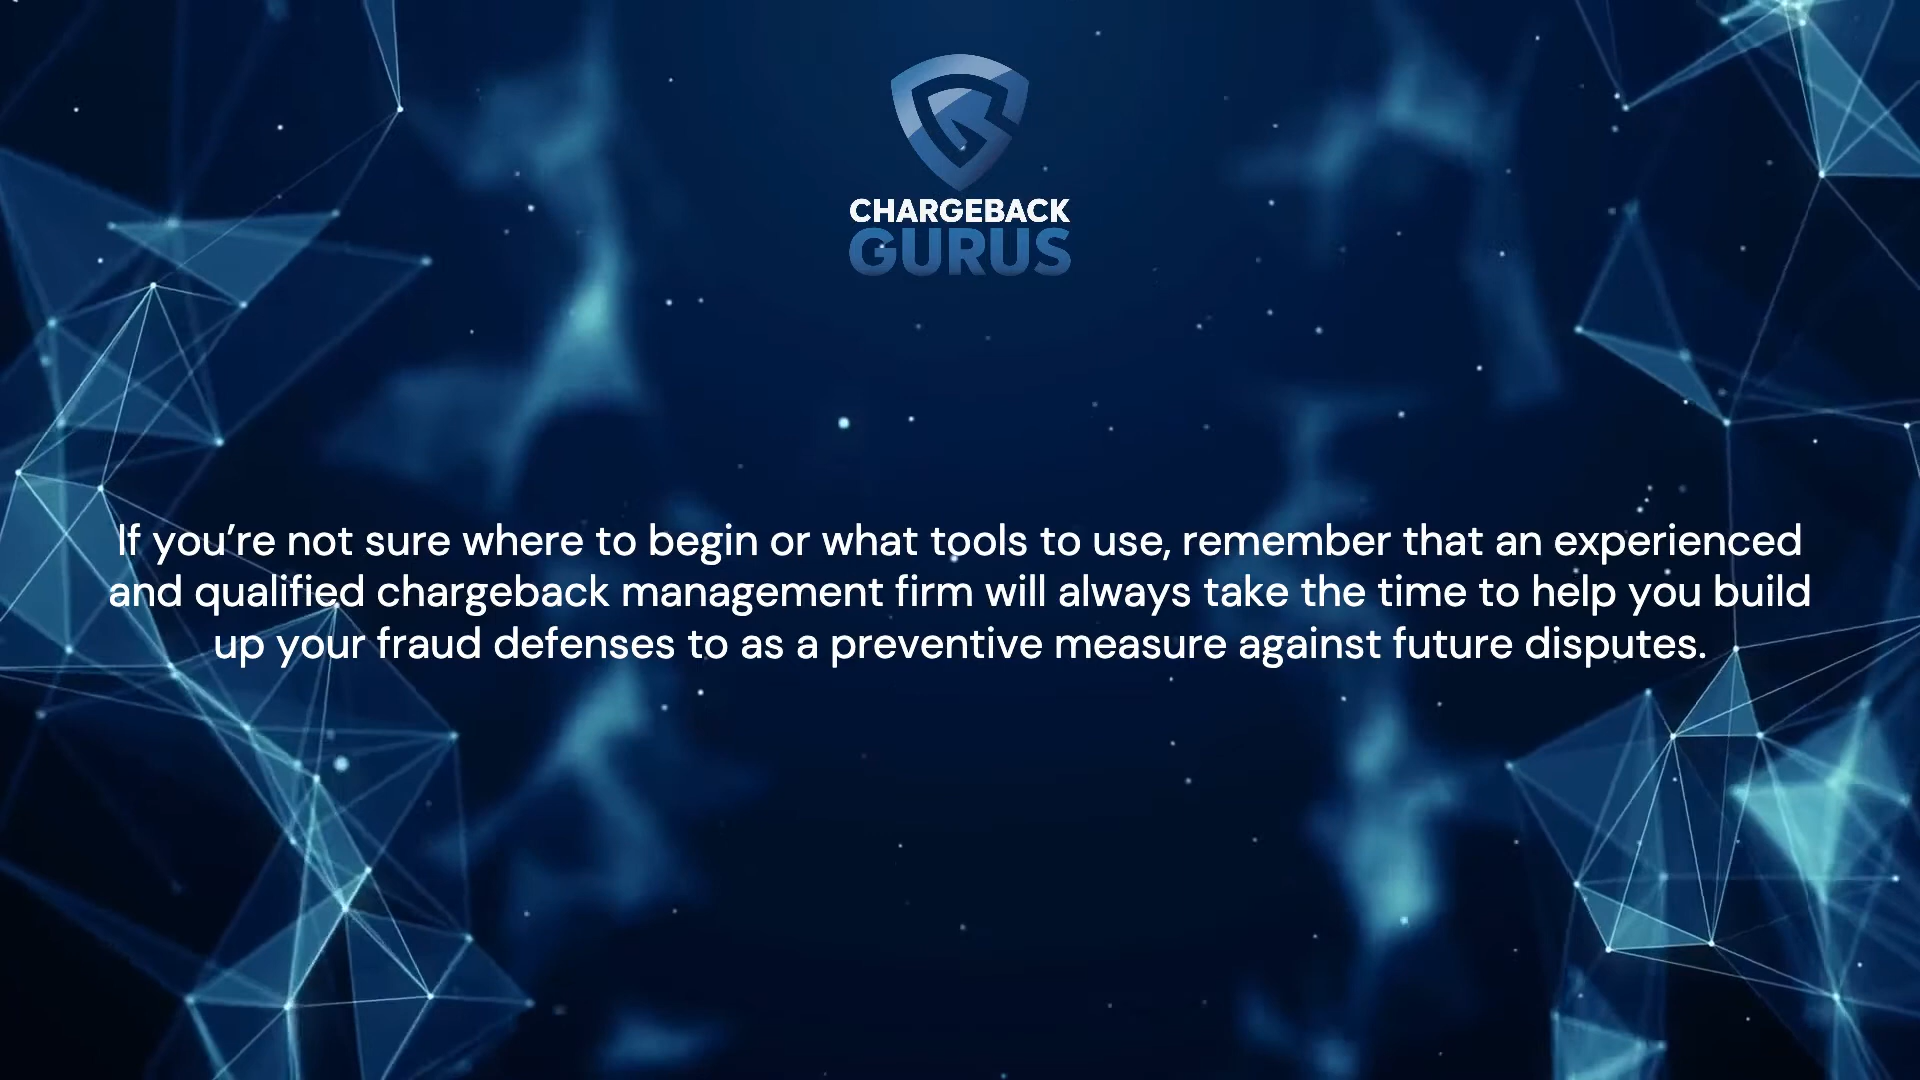 CHARGEBACK
GURUS
If you’re not sure where to begin or what tools to use, remember that an experienced
and qualified chargeback management firm will always take the time to help you build
up your fraud defenses to as a preventive measure against future disputes.